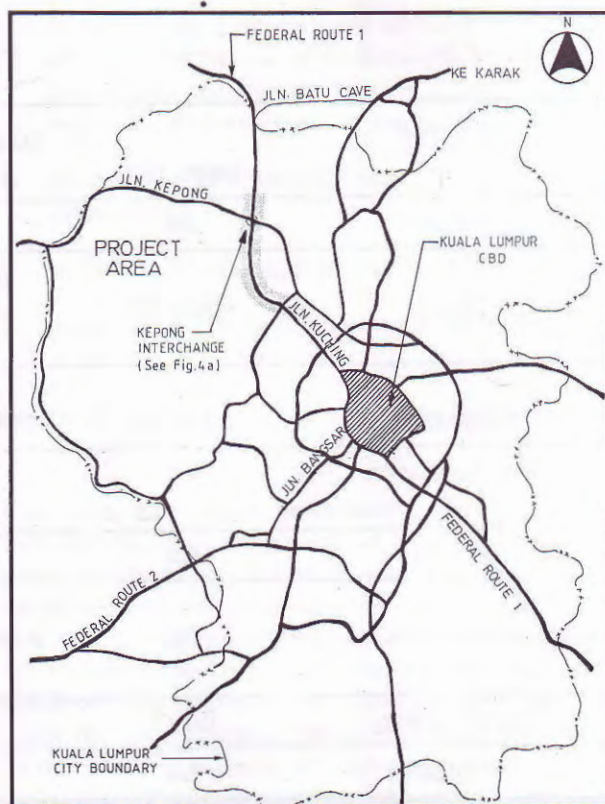 N
FEDERAL ROUTE 1
KE KARAK
JLN. BATU CAVE
JLN. KEPONG
PROJECT
AREA
KUALA LUMPUR
CBD
KEPONG
INTERCHANGE
(See Fig.4a)
JLN. KUCHING
JLN. BANGSAR
FEDERAL ROUTE 1
FEDERAL ROUTE 2
KUALA LUMPUR
CITY BOUNDARY